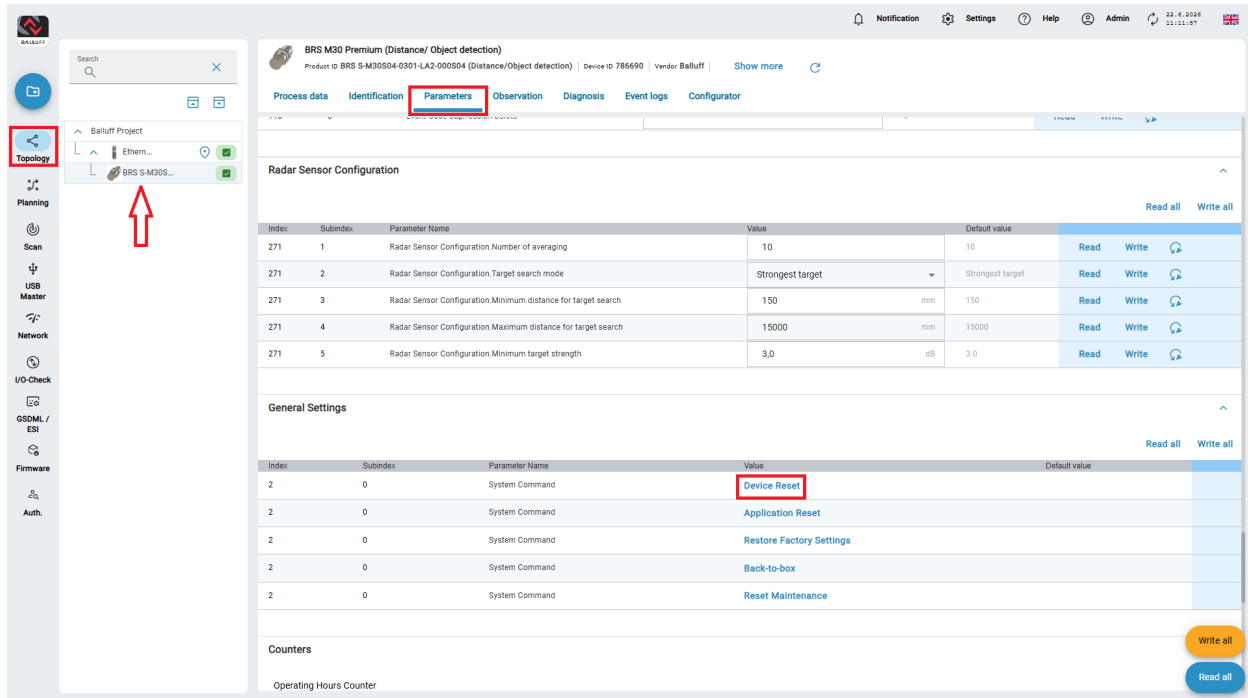 BALLUFF
Notification
Settings
Help
Admin
22.6.2026
11:11:57
Search
Topology
Planning
Scan
USB
Master
Network
I/O-Check
GSDML /
ESI
Firmware
Auth.
Balluff Project
Ethern...
BRS S-M30S...
BRS M30 Premium (Distance/ Object detection)
Product ID BRS S-M30S04-0301-LA2-000S04 (Distance/Object detection) Device ID 786690 Vendor Balluff Show more
Process data Identification Parameters Observation Diagnosis Event logs Configurator
Radar Sensor Configuration
Read all Write all
Index Subindex Parameter Name Value Default value
271 1 Radar Sensor Configuration.Number of averaging 10 10 Read Write
271 2 Radar Sensor Configuration.Target search mode Strongest target Strongest target Read Write
271 3 Radar Sensor Configuration.Minimum distance for target search 150 mm 150 Read Write
271 4 Radar Sensor Configuration.Maximum distance for target search 15000 mm 15000 Read Write
271 5 Radar Sensor Configuration.Minimum target strength 3,0 dB 3.0 Read Write
General Settings
Read all Write all
Index Subindex Parameter Name Value Default value
2 0 System Command Device Reset
2 0 System Command Application Reset
2 0 System Command Restore Factory Settings
2 0 System Command Back-to-box
2 0 System Command Reset Maintenance
Counters
Operating Hours Counter
Write all
Read all